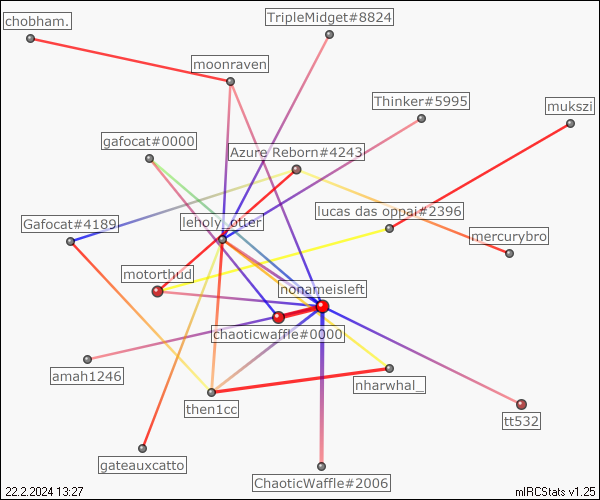 chobham.
TripleMidget#8824
moonraven
Thinker#5995
mukszi
gafocat#0000
Azure Reborn#4243
lucas das oppai#2396
Gafocat#4189
leholy_otter
mercurybro
motorthud
nonameisleft
chaoticwaffle#0000
amah1246
nharwhal_
then1cc
tt532
gateauxcatto
ChaoticWaffle#2006
22.2.2024 13:27
mIRCStats v1.25